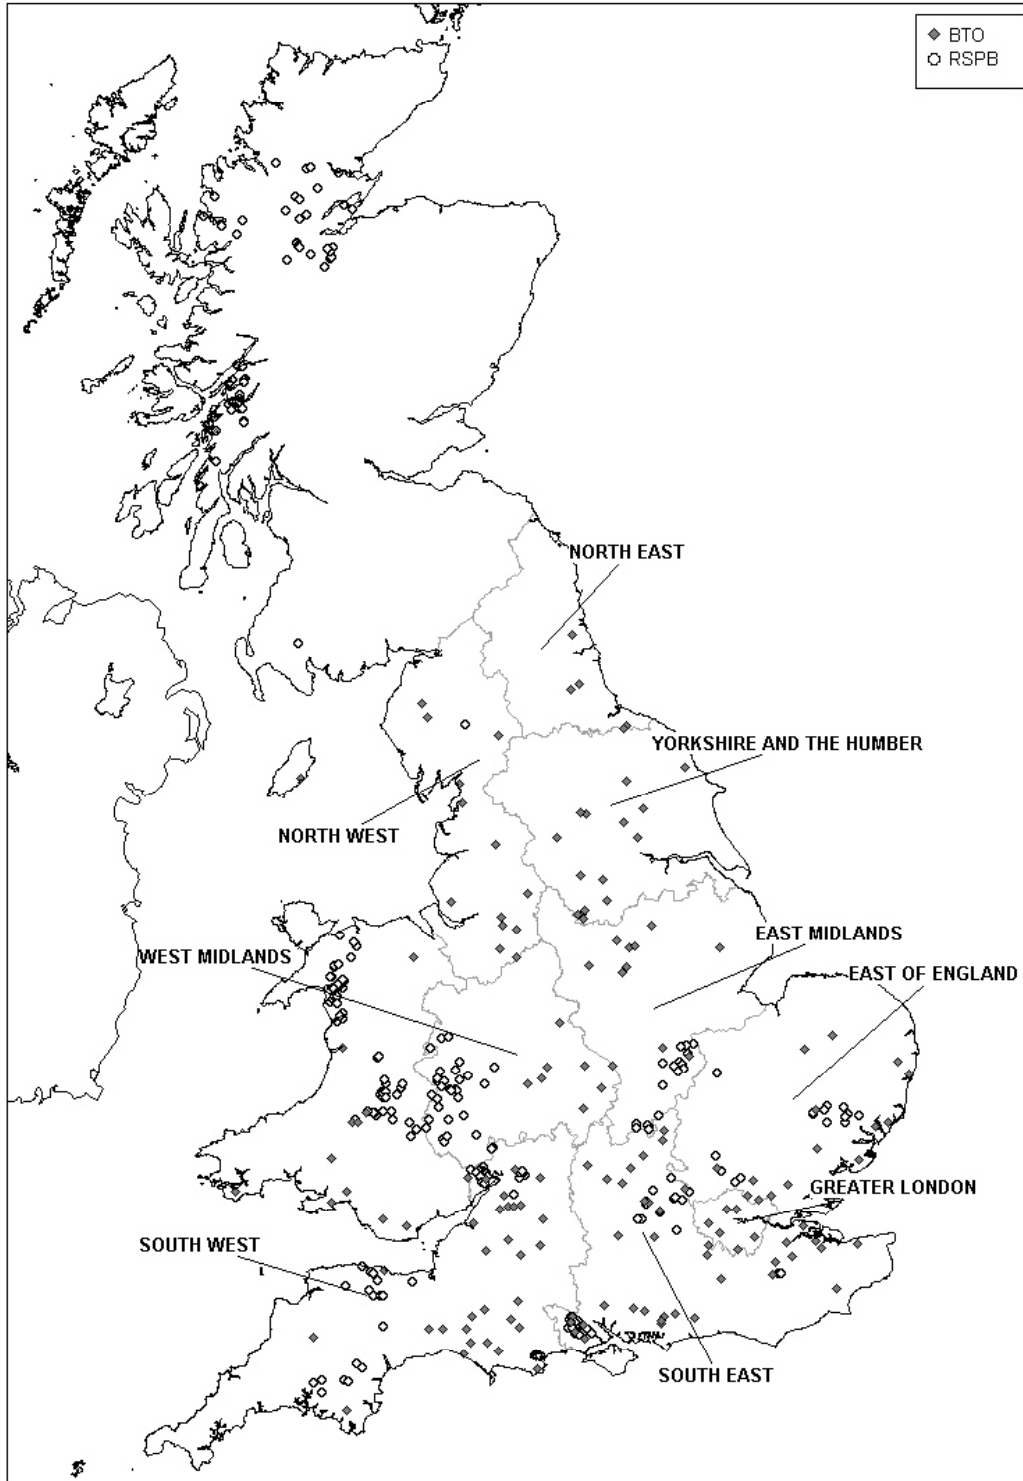 BTO
RSPB
NORTH EAST
YORKSHIRE AND THE HUMBER
NORTH WEST
EAST MIDLANDS
WEST MIDLANDS
EAST OF ENGLAND
GREATER LONDON
SOUTH WEST
SOUTH EAST